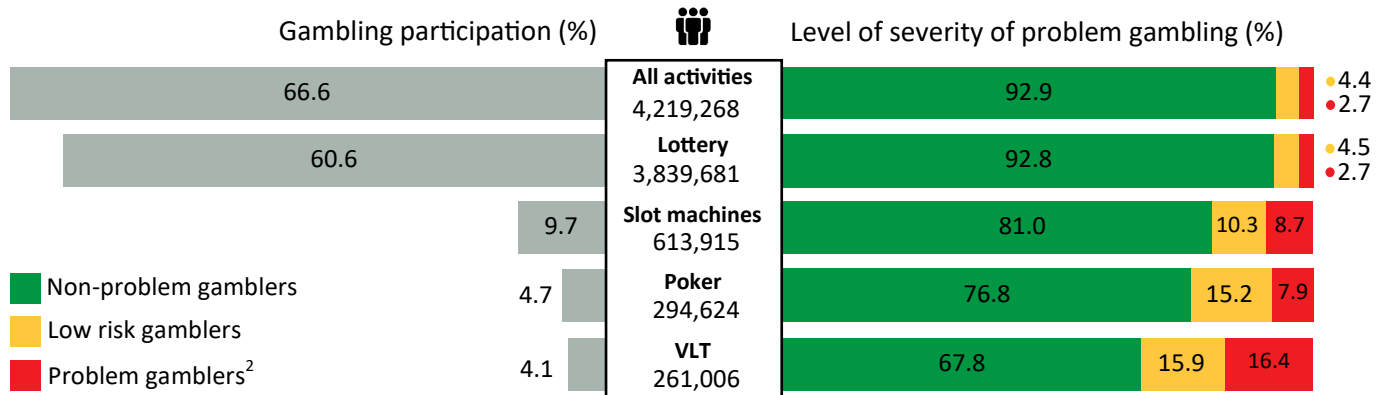 Gambling participation (%)
Level of severity of problem gambling (%)
66.6
All activities
4,219,268
92.9
4.4
2.7
60.6
Lottery
3,839,681
92.8
4.5
2.7
9.7
Slot machines
613,915
81.0
10.3
8.7
Non-problem gamblers
4.7
Poker
294,624
76.8
15.2
7.9
Low risk gamblers
Problem gamblers²
4.1
VLT
261,006
67.8
15.9
16.4